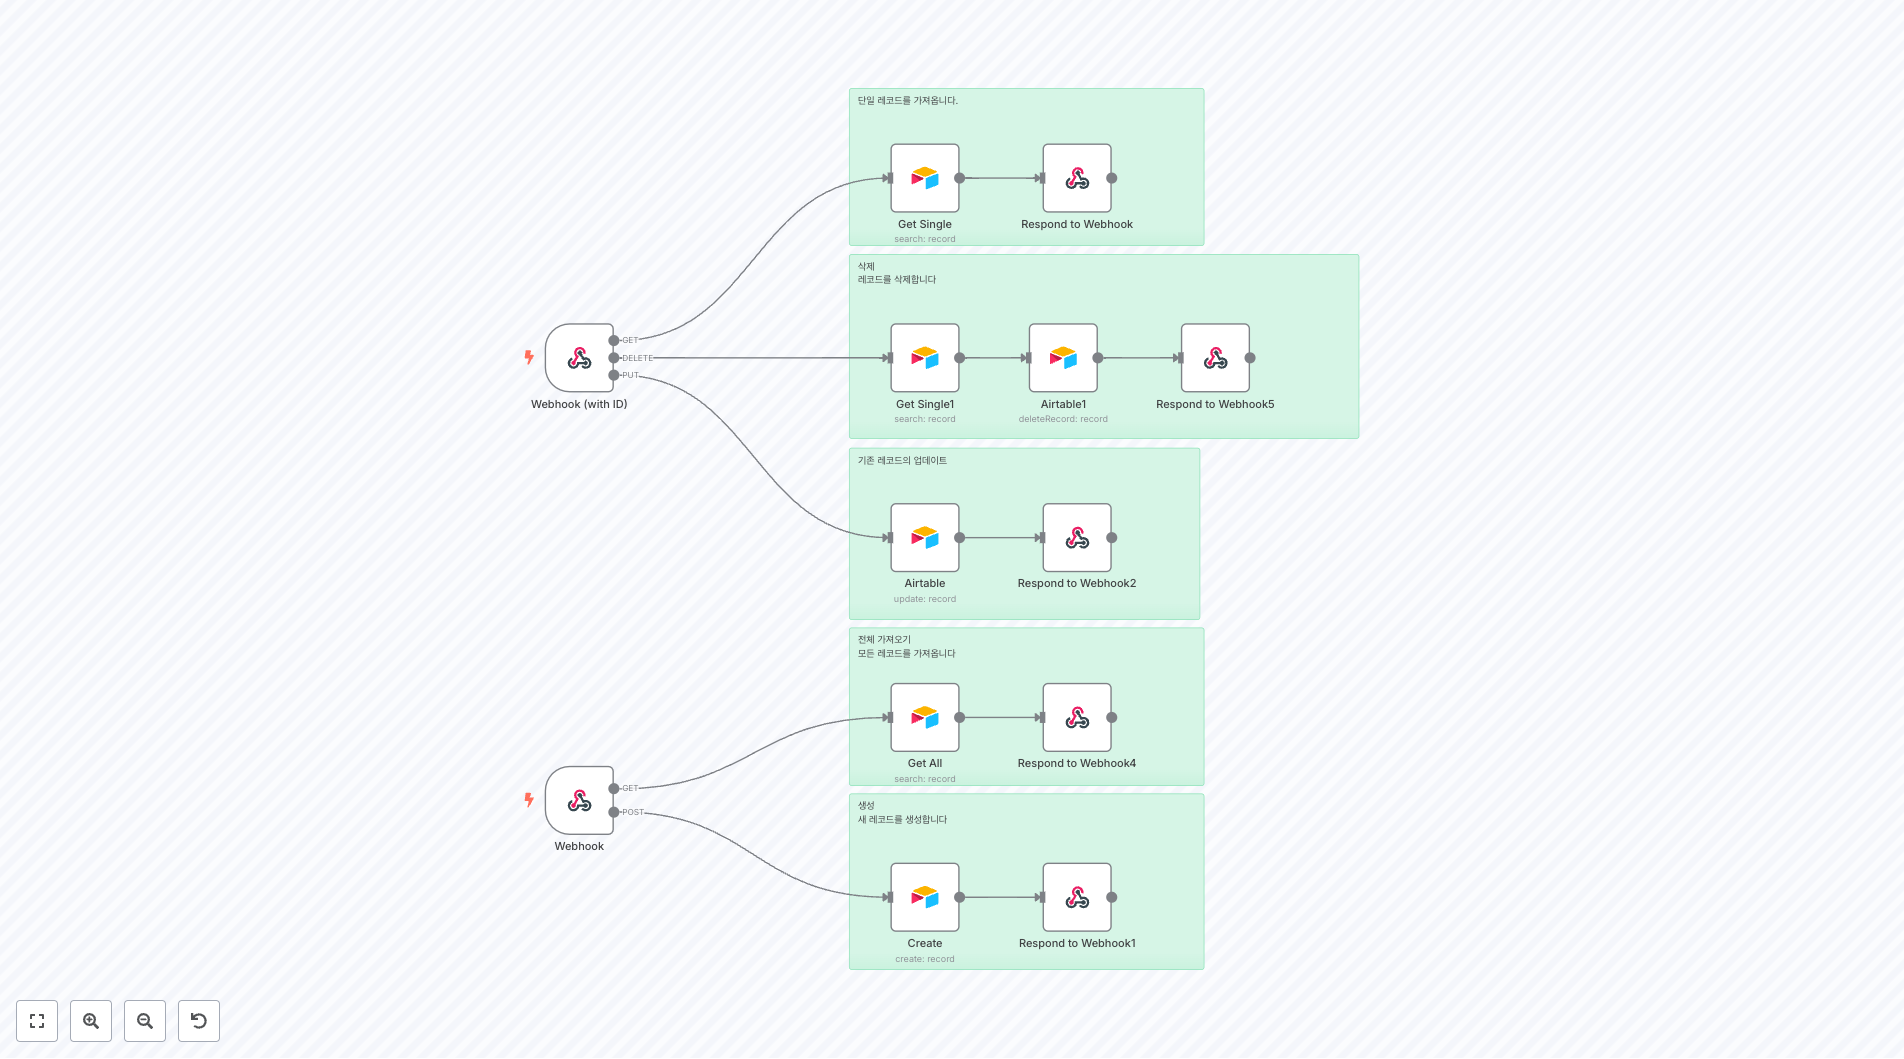 단일 레코드를 가져옵니다.
Get Single
search: record
Respond to Webhook
삭제
레코드를 삭제합니다
GET
DELETE
PUT
Webhook (with ID)
Get Single1
search: record
Airtable1
deleteRecord: record
Respond to Webhook5
기존 레코드의 업데이트
Airtable
update: record
Respond to Webhook2
전체 가져오기
모든 레코드를 가져옵니다
Get All
search: record
Respond to Webhook4
GET
POST
Webhook
생성
새 레코드를 생성합니다
Create
create: record
Respond to Webhook1